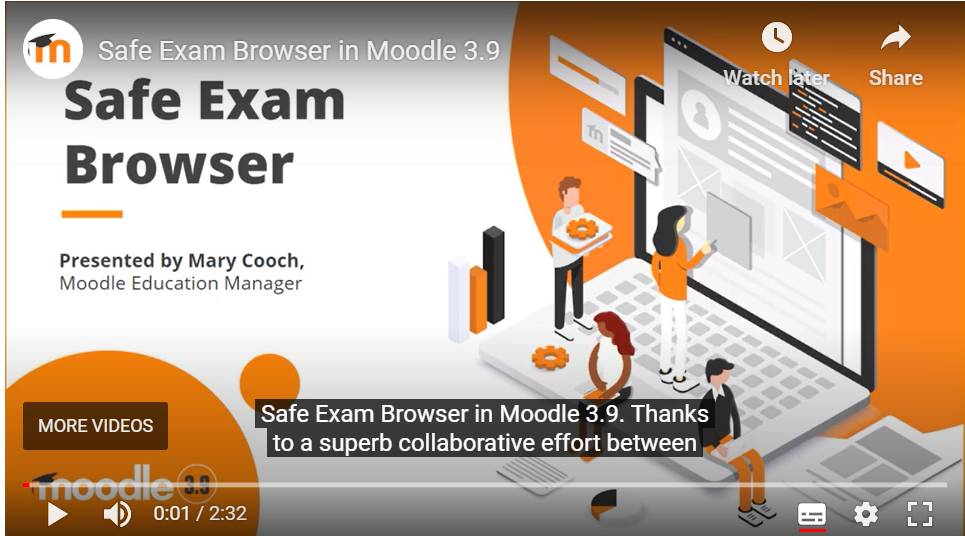 Safe Exam Browser in Moodle 3.9
Watch later
Share
Safe Exam
Browser
Presented by Mary Cooch,
Moodle Education Manager
MORE VIDEOS
Safe Exam Browser in Moodle 3.9. Thanks
to a superb collaborative effort between
moodle 3.9
0:01 / 2:32